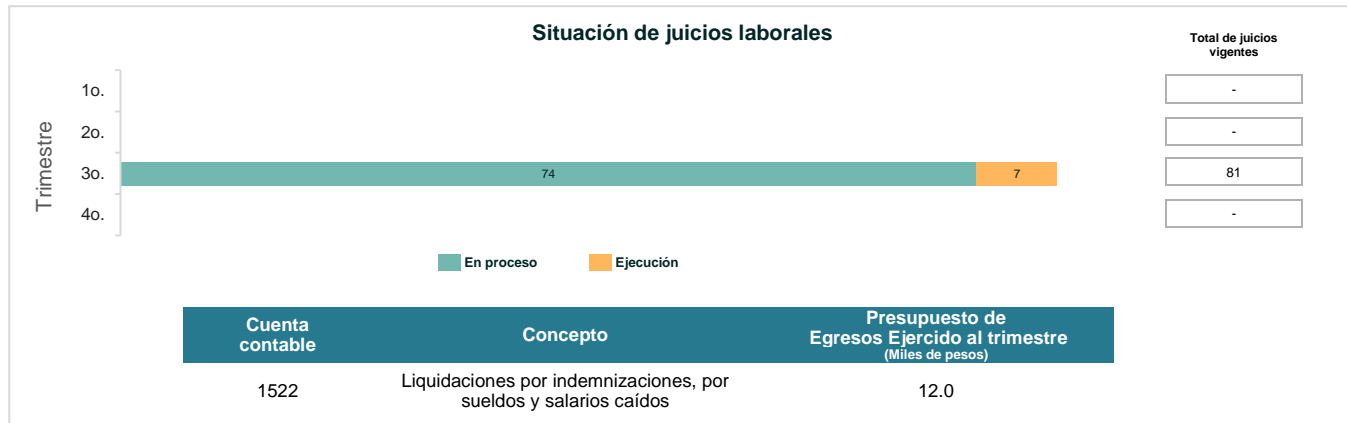 Situación de juicios laborales
Total de juicios
vigentes
Trimestre
1o.
-
2o.
-
3o.
74
7
81
4o.
-
En proceso
Ejecución
Cuenta
contable
Concepto
Presupuesto de
Egresos Ejercido al trimestre
(Miles de pesos)
1522
Liquidaciones por indemnizaciones, por
sueldos y salarios caídos
12.0